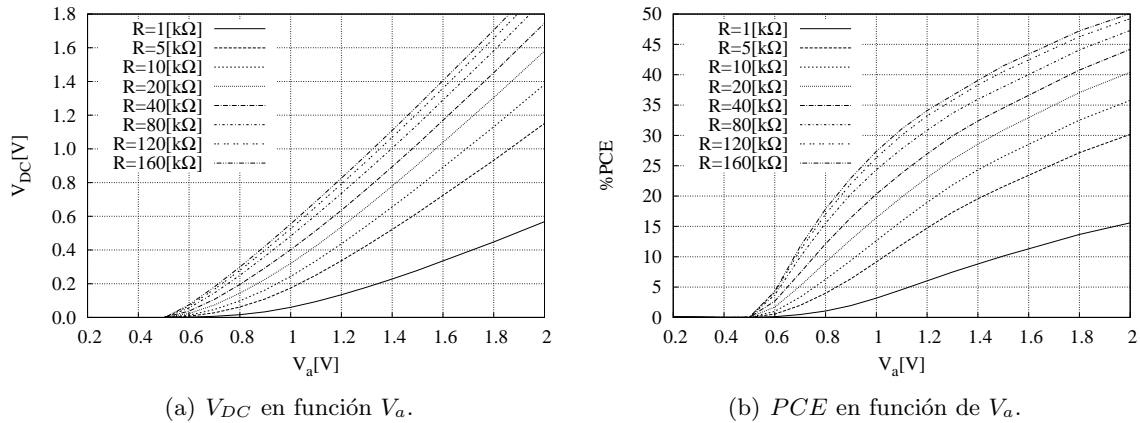 1.8
1.6
1.4
1.2
1.0
0.8
0.6
0.4
0.2
0.0
V_DC[V]
R=1[kΩ]
R=5[kΩ]
R=10[kΩ]
R=20[kΩ]
R=40[kΩ]
R=80[kΩ]
R=120[kΩ]
R=160[kΩ]
0.2 0.4 0.6 0.8 1 1.2 1.4 1.6 1.8 2
V_a[V]
(a) V_DC en función V_a.
50
45
40
35
30
25
20
15
10
5
0
%PCE
R=1[kΩ]
R=5[kΩ]
R=10[kΩ]
R=20[kΩ]
R=40[kΩ]
R=80[kΩ]
R=120[kΩ]
R=160[kΩ]
0.2 0.4 0.6 0.8 1 1.2 1.4 1.6 1.8 2
V_a[V]
(b) PCE en función de V_a.